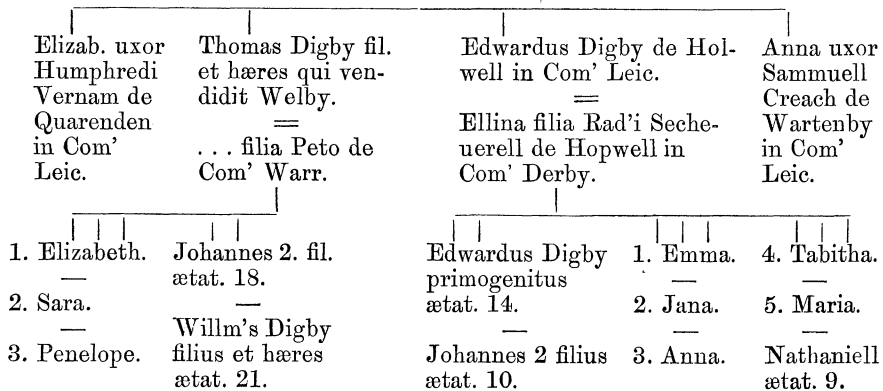 Elizab. uxor
Humphredi
Vernam de
Quarenden
in Com'
Leic.
Thomas Digby fil.
et hæres qui ven-
didit Welby.
=
. . . filia Peto de
Com' Warr.
Edwardus Digby de Hol-
well in Com' Leic.
=
Ellina filia Rad'i Seche-
uerell de Hopwell in
Com' Derby.
Anna uxor
Sammuell
Creach de
Wartenby
in Com'
Leic.
1. Elizabeth.
—
2. Sara.
—
3. Penelope.
Johannes 2. fil.
ætat. 18.
—
Willm's Digby
filius et hæres
ætat. 21.
Edwardus Digby
primogenitus
ætat. 14.
—
Johannes 2 filius
ætat. 10.
1. Emma.
—
2. Jana.
—
3. Anna.
4. Tabitha.
—
5. Maria.
—
Nathaniell
ætat. 9.